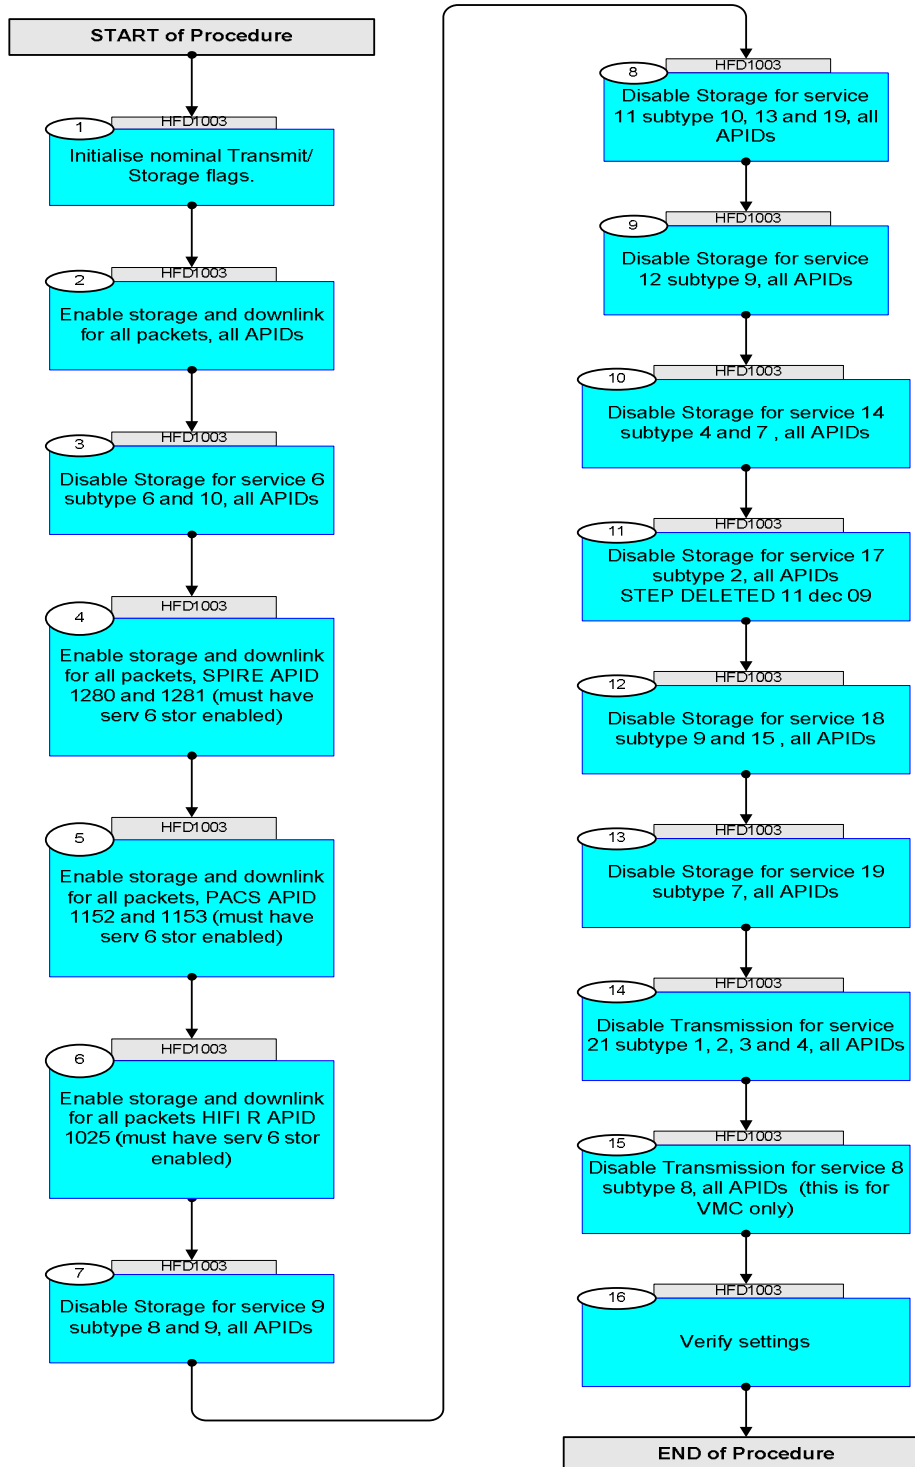 START of Procedure
HFD1003
1
Initialise nominal Transmit/
Storage flags.
HFD1003
2
Enable storage and downlink
for all packets, all APIDs
HFD1003
3
Disable Storage for service 6
subtype 6 and 10, all APIDs
HFD1003
4
Enable storage and downlink
for all packets, SPIRE APID
1280 and 1281 (must have
serv 6 stor enabled)
HFD1003
5
Enable storage and downlink
for all packets, PACS APID
1152 and 1153 (must have
serv 6 stor enabled)
HFD1003
6
Enable storage and downlink
for all packets HIFI R APID
1025 (must have serv 6 stor
enabled)
HFD1003
7
Disable Storage for service 9
subtype 8 and 9, all APIDs
HFD1003
8
Disable Storage for service
11 subtype 10, 13 and 19, all
APIDs
HFD1003
9
Disable Storage for service
12 subtype 9, all APIDs
HFD1003
10
Disable Storage for service 14
subtype 4 and 7 , all APIDs
HFD1003
11
Disable Storage for service 17
subtype 2, all APIDs
STEP DELETED 11 dec 09
HFD1003
12
Disable Storage for service 18
subtype 9 and 15 , all APIDs
HFD1003
13
Disable Storage for service 19
subtype 7, all APIDs
HFD1003
14
Disable Transmission for service
21 subtype 1, 2, 3 and 4, all APIDs
HFD1003
15
Disable Transmission for service 8
subtype 8, all APIDs (this is for
VMC only)
HFD1003
16
Verify settings
END of Procedure